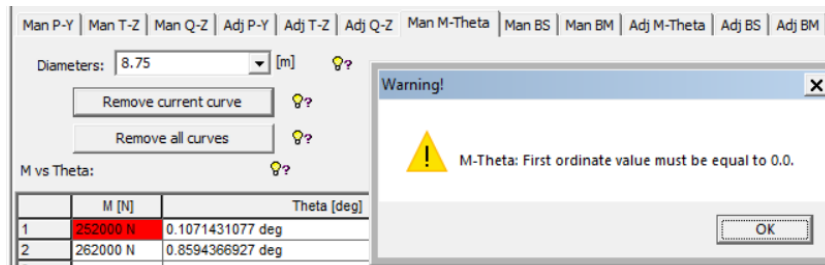 Man P-Y Man T-Z Man Q-Z Adj P-Y Adj T-Z Adj Q-Z Man M-Theta Man BS Man BM Adj M-Theta Adj BS Adj BM
Diameters: 8.75 [m] ?
Remove current curve ?
Remove all curves ?
M vs Theta: ?
M [N] Theta [deg]
1 252000 N 0.1071431077 deg
2 262000 N 0.8594366927 deg
Warning!
M-Theta: First ordinate value must be equal to 0.0.
OK